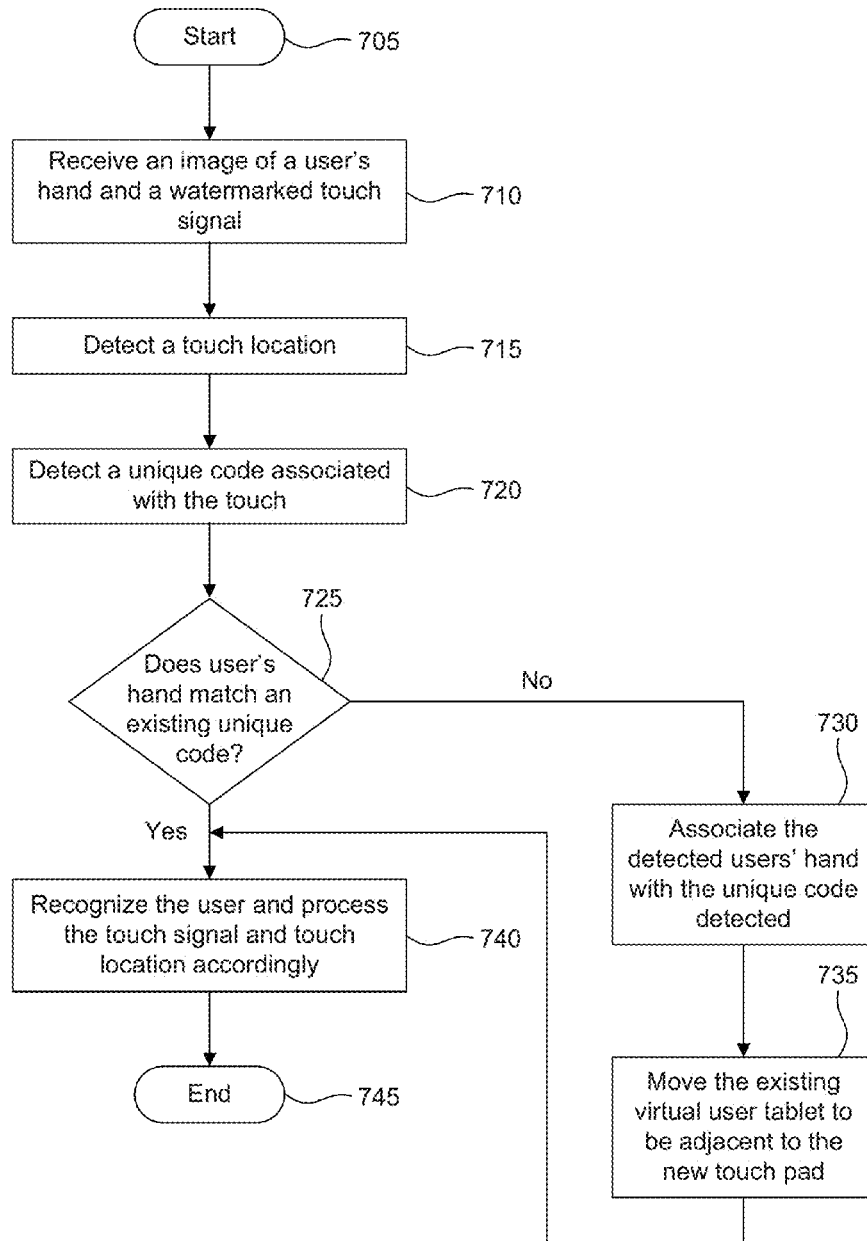 Start
705
Receive an image of a user's
hand and a watermarked touch
signal
710
Detect a touch location
715
Detect a unique code associated
with the touch
720
725
Does user's
hand match an
existing unique
code?
No
Yes
730
Associate the
detected users' hand
with the unique code
detected
Recognize the user and process
the touch signal and touch
location accordingly
740
735
Move the existing
virtual user tablet to
be adjacent to the
new touch pad
End
745